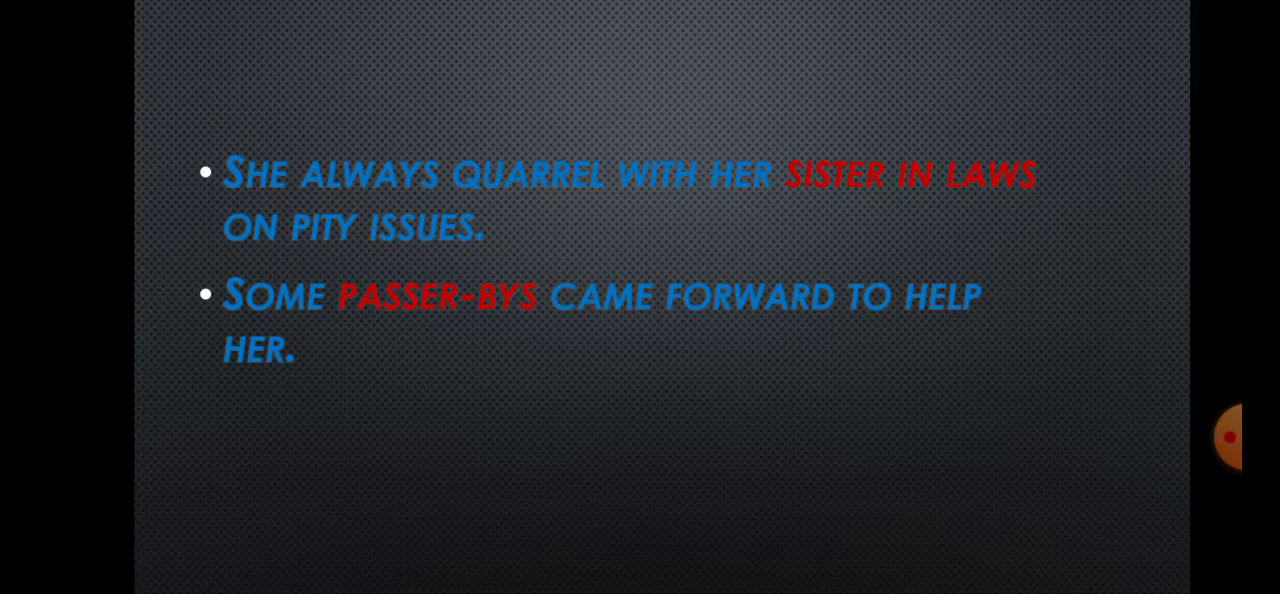 • She always quarrel with her sister in laws
on pity issues.
• Some passer-bys came forward to help
her.